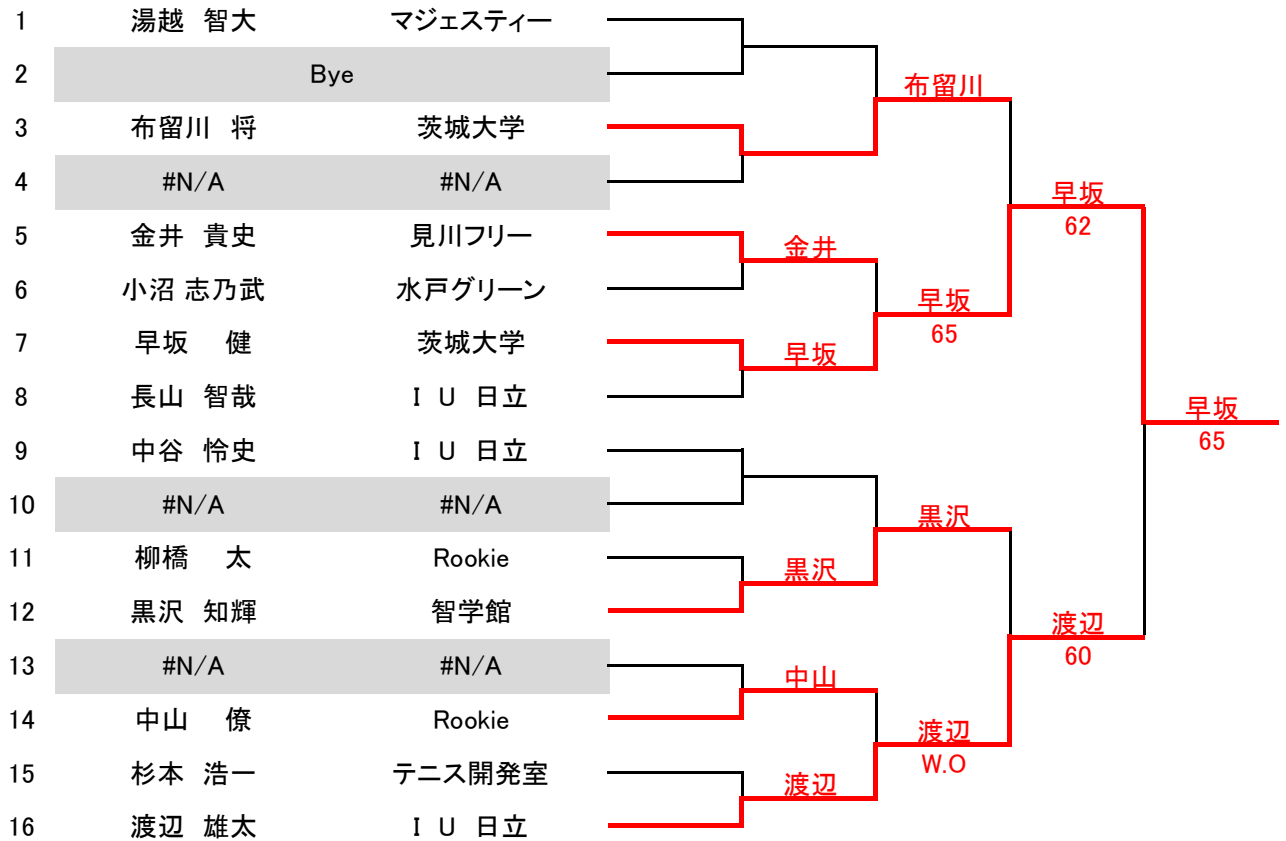 1 湯越 智大 マジェスティー
2 Bye
布留川
3 布留川 将 茨城大学
4 #N/A #N/A
早坂
62
5 金井 貴史 見川フリー
金井
6 小沼 志乃武 水戸グリーン
早坂
65
7 早坂 健 茨城大学
早坂
8 長山 智哉 I U 日立
早坂
65
9 中谷 怜史 I U 日立
10 #N/A #N/A
黒沢
11 柳橋 太 Rookie
黒沢
12 黒沢 知輝 智学館
渡辺
60
13 #N/A #N/A
中山
14 中山 僚 Rookie
渡辺
W.O
15 杉本 浩一 テニス開発室
渡辺
16 渡辺 雄太 I U 日立